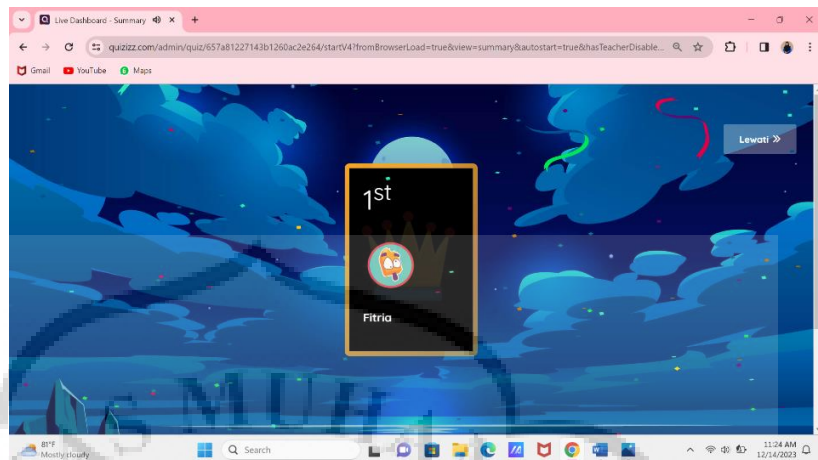 Live Dashboard - Summary
quizizz.com/admin/quiz/657a81227143b1260ac2e264/startV4?fromBrowserLoad=true&view=summary&autostart=true&hasTeacherDisable...
Gmail YouTube Maps
Lewati »
1st
Fitria
S MUH
81°F
Mostly cloudy
Search
11:24 AM
12/14/2023